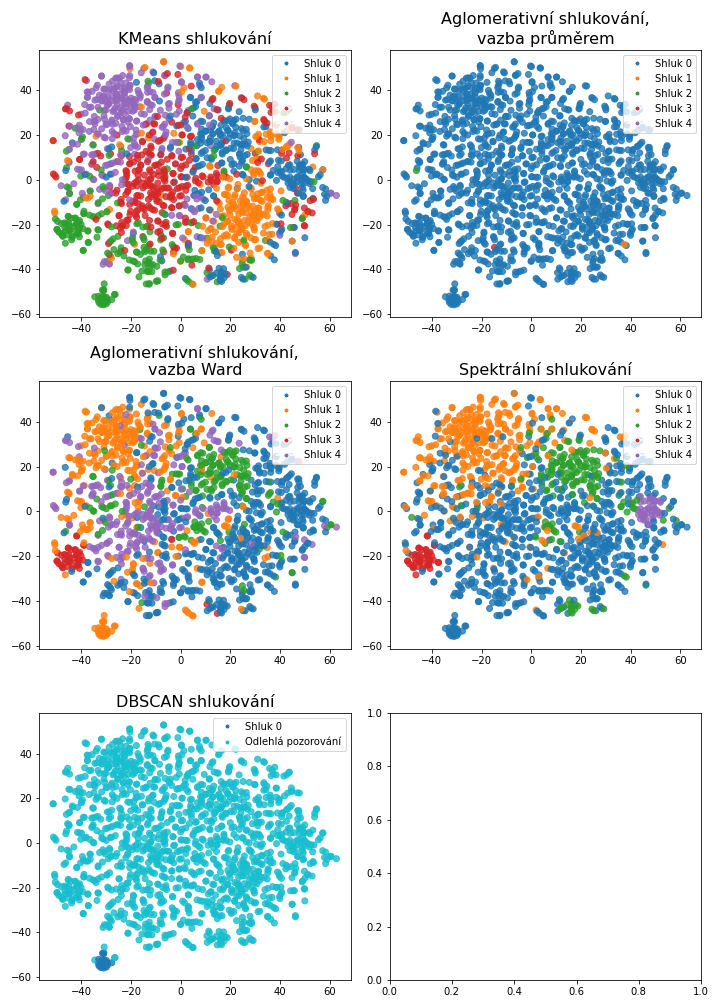 KMeans shlukování
Shluk 0
Shluk 1
Shluk 2
Shluk 3
Shluk 4
40
20
0
−20
−40
−60
−40
−20
0
20
40
60
Aglomerativní shlukování,
vazba průměrem
Shluk 0
Shluk 1
Shluk 2
Shluk 3
Shluk 4
40
20
0
−20
−40
−60
−40
−20
0
20
40
60
Aglomerativní shlukování,
vazba Ward
Shluk 0
Shluk 1
Shluk 2
Shluk 3
Shluk 4
40
20
0
−20
−40
−60
−40
−20
0
20
40
60
Spektrální shlukování
Shluk 0
Shluk 1
Shluk 2
Shluk 3
Shluk 4
40
20
0
−20
−40
−60
−40
−20
0
20
40
60
DBSCAN shlukování
Shluk 0
Odlehlá pozorování
40
20
0
−20
−40
−60
−40
−20
0
20
40
60
1.0
0.8
0.6
0.4
0.2
0.0
0.0
0.2
0.4
0.6
0.8
1.0